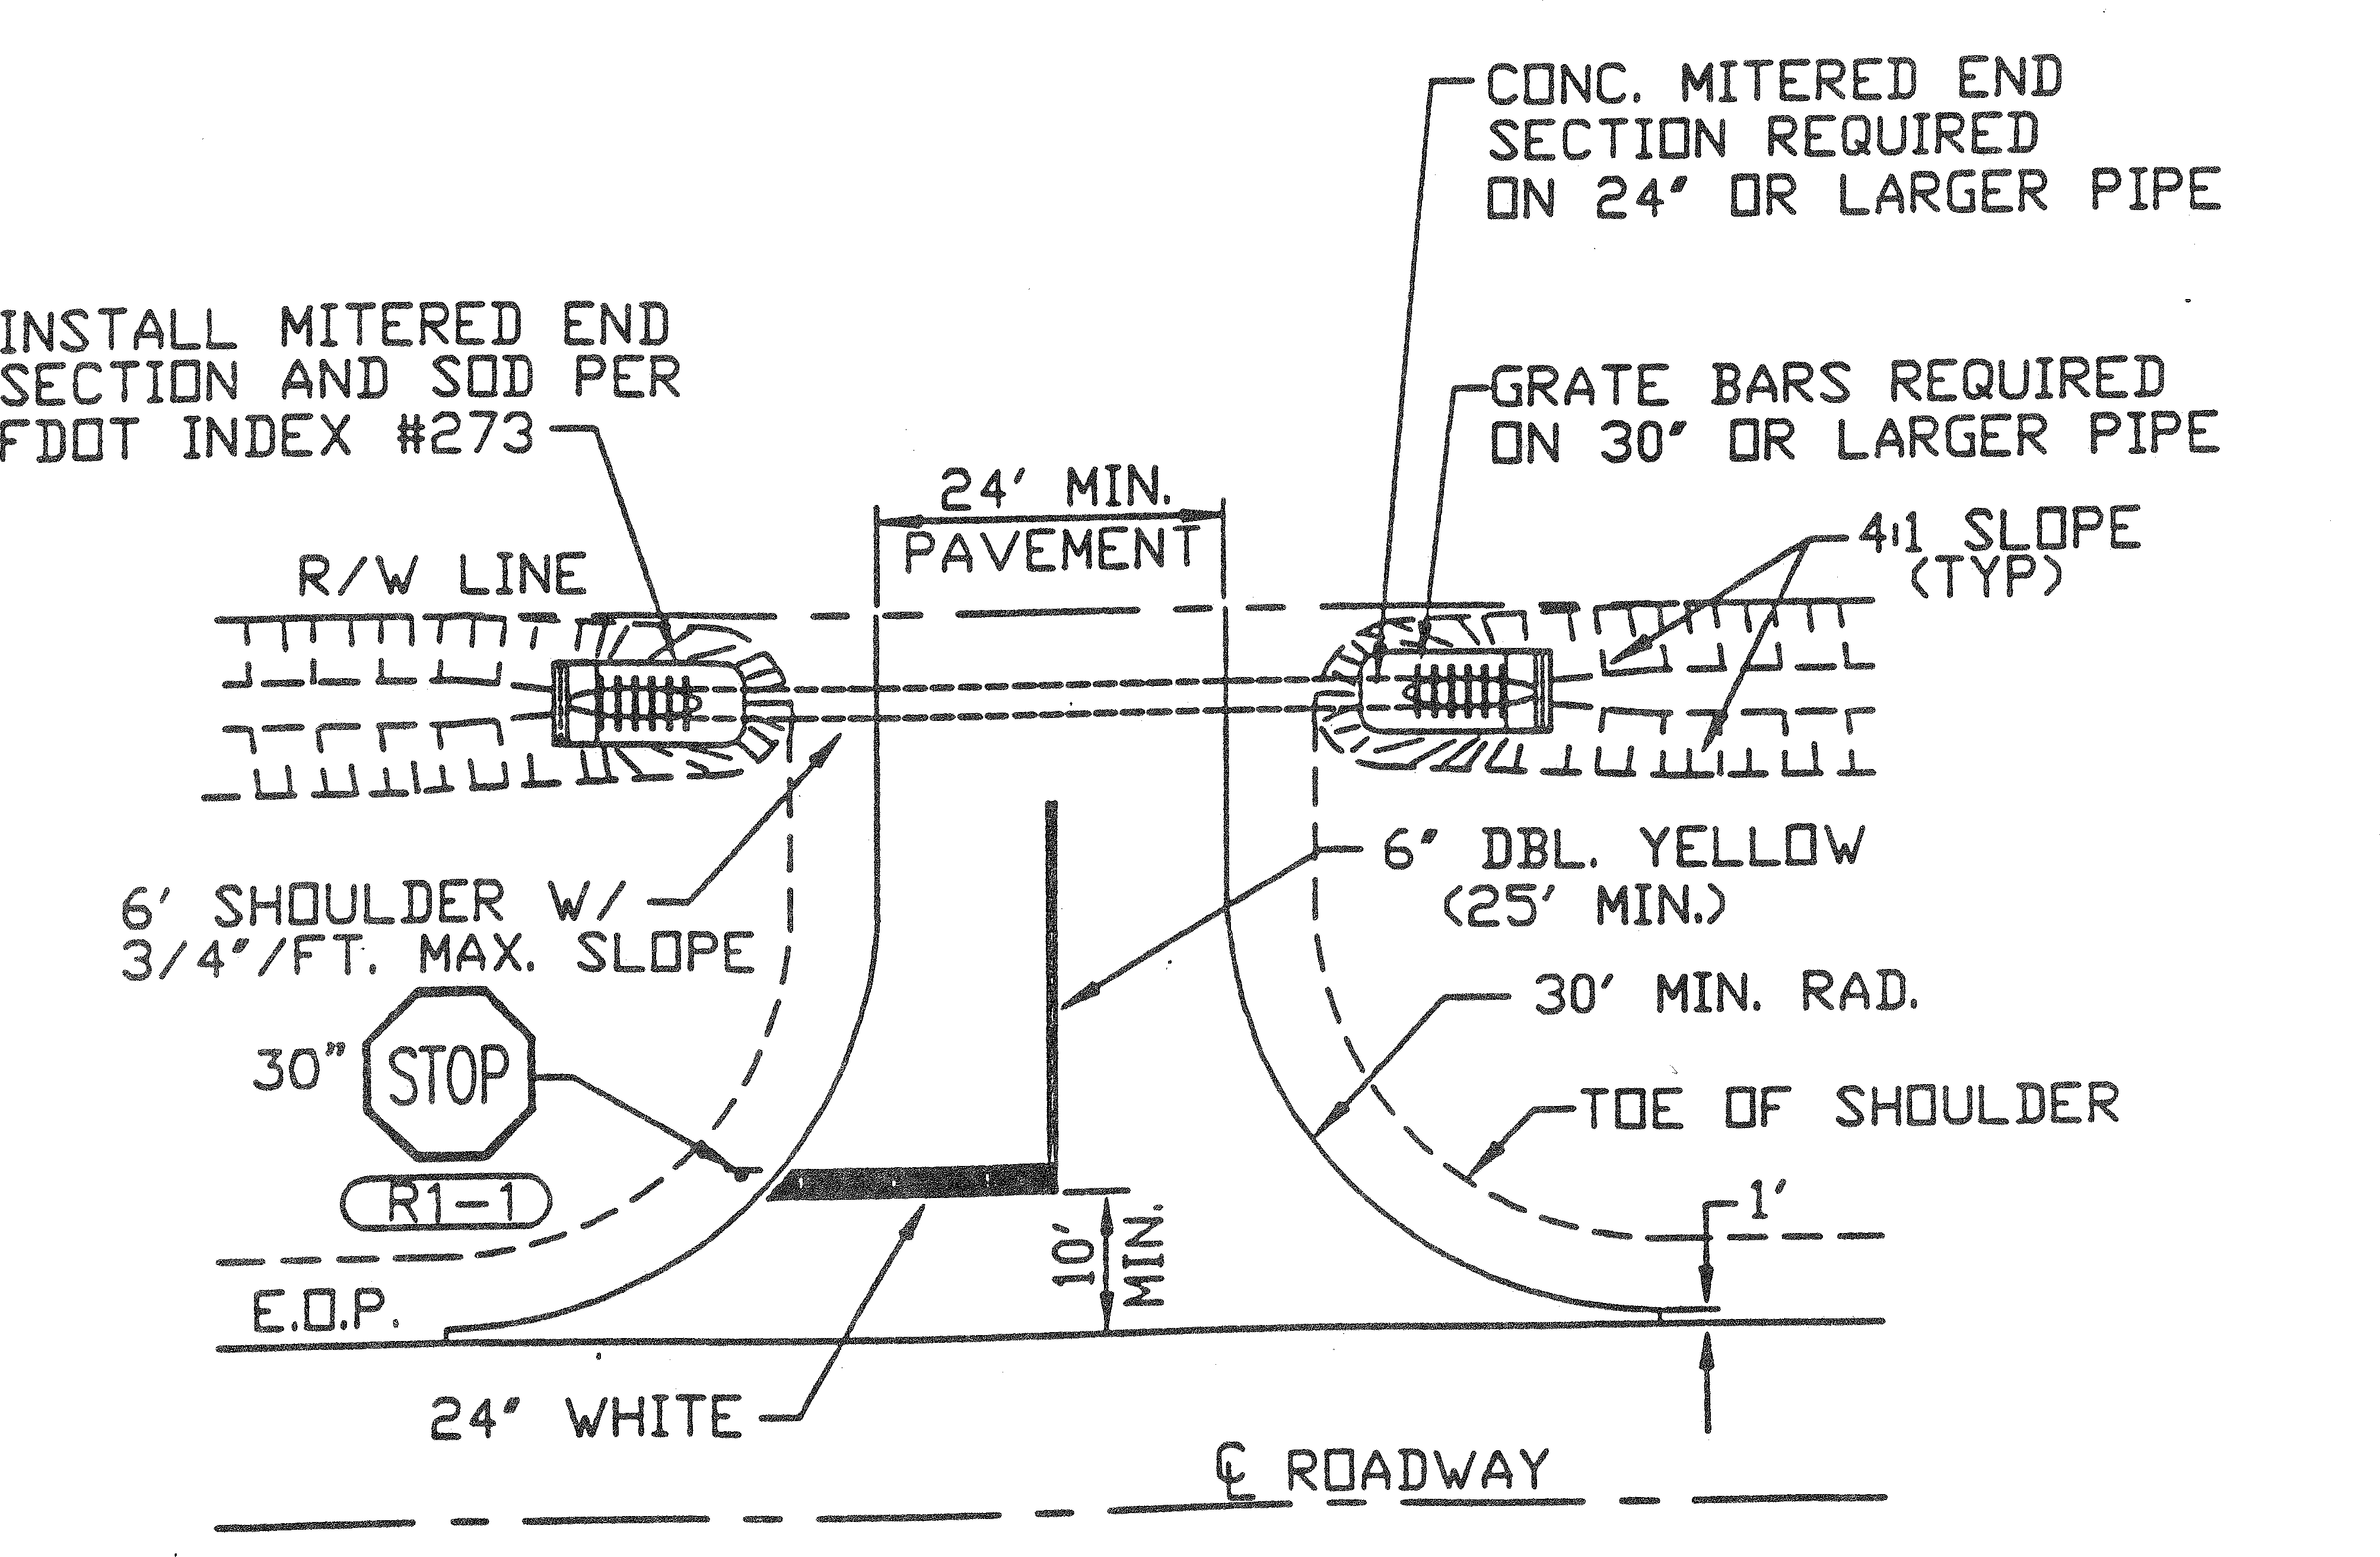 CONC. MITERED END
SECTION REQUIRED
ON 24" OR LARGER PIPE
INSTALL MITERED END
SECTION AND SOD PER
FDOT INDEX #273
GRATE BARS REQUIRED
ON 30" OR LARGER PIPE
24' MIN.
PAVEMENT
4:1 SLOPE
(TYP)
R/W LINE
6" DBL. YELLOW
(25' MIN.)
6' SHOULDER W/
3/4"/FT. MAX. SLOPE
30' MIN. RAD.
30"
STOP
TOE OF SHOULDER
R1-1
1'
10'
MIN.
E.O.P.
24" WHITE
℄ ROADWAY